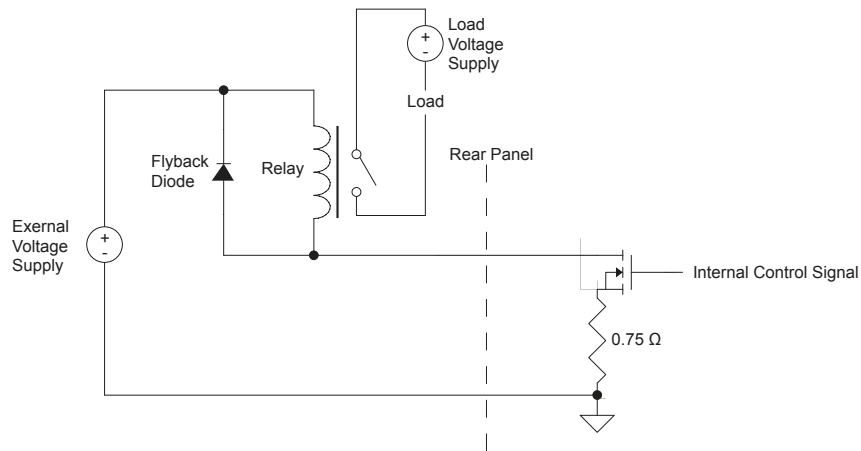 Load
Voltage
Supply
+
-
Load
Rear Panel
Flyback
Diode
Relay
Exernal
Voltage
Supply
+
-
Internal Control Signal
0.75 Ω